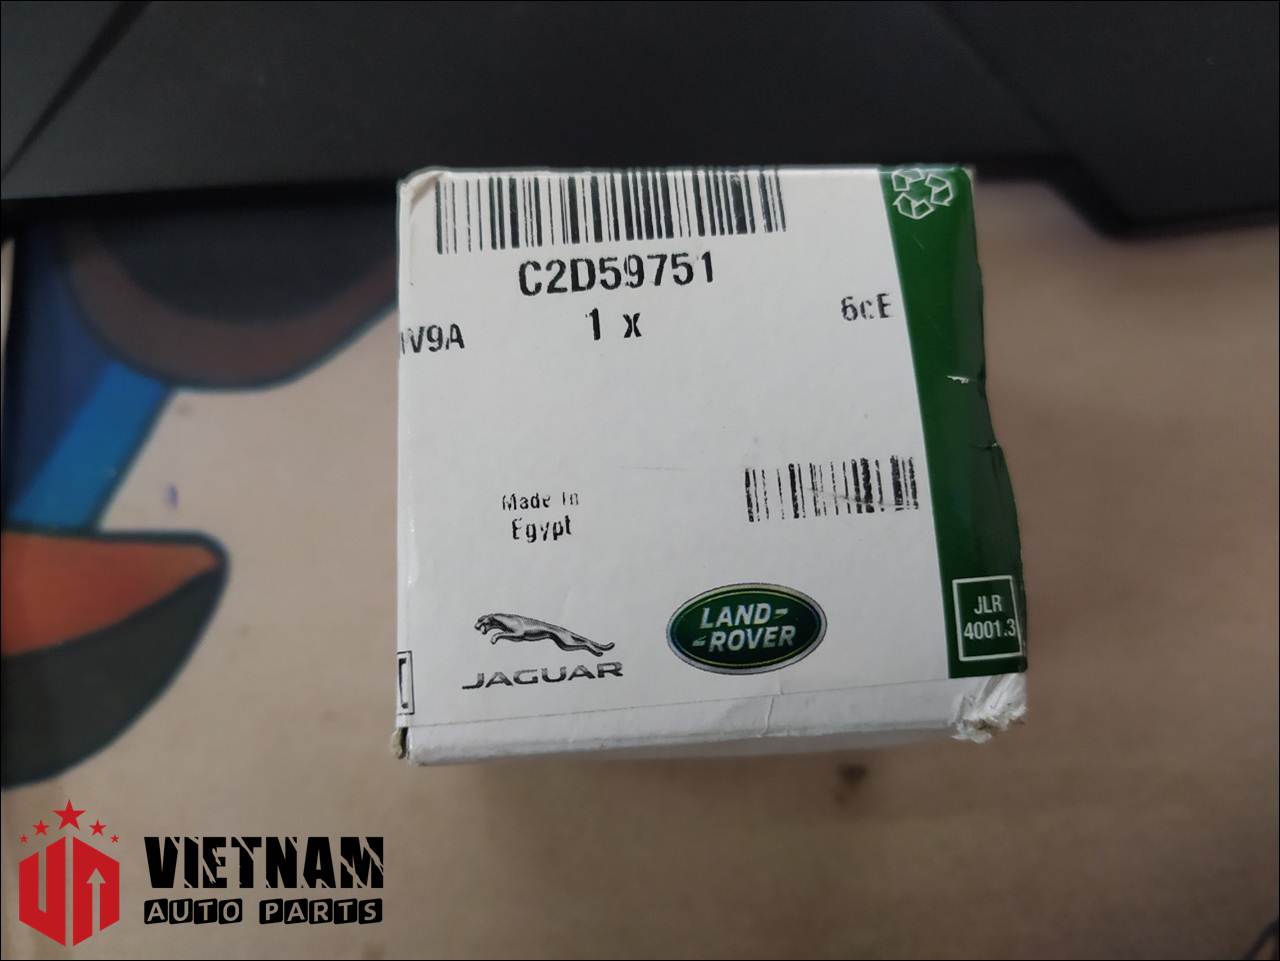 C2D59751
1 x
6cE
V9A
Made In
Egypt
JAGUAR
LAND-
-ROVER
JLR
4001.3
VIETNAM
AUTO PARTS